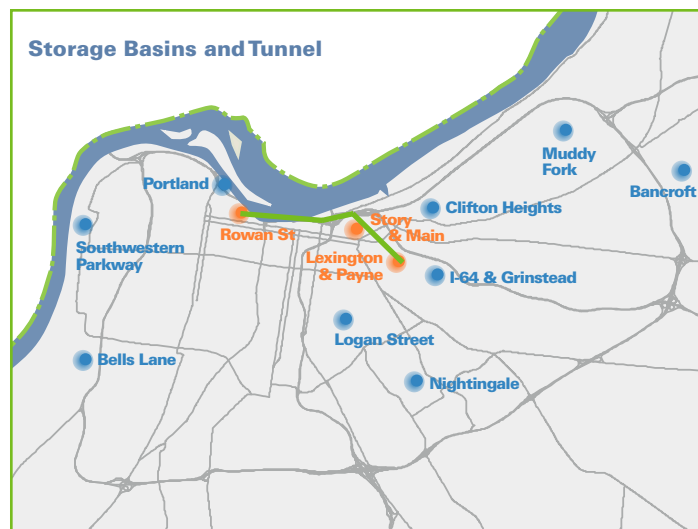 Storage Basins and Tunnel
Muddy
Fork
Bancroft
Portland
Clifton Heights
Rowan St
Story
& Main
Southwestern
Parkway
Lexington
& Payne
I-64 & Grinstead
Logan Street
Bells Lane
Nightingale